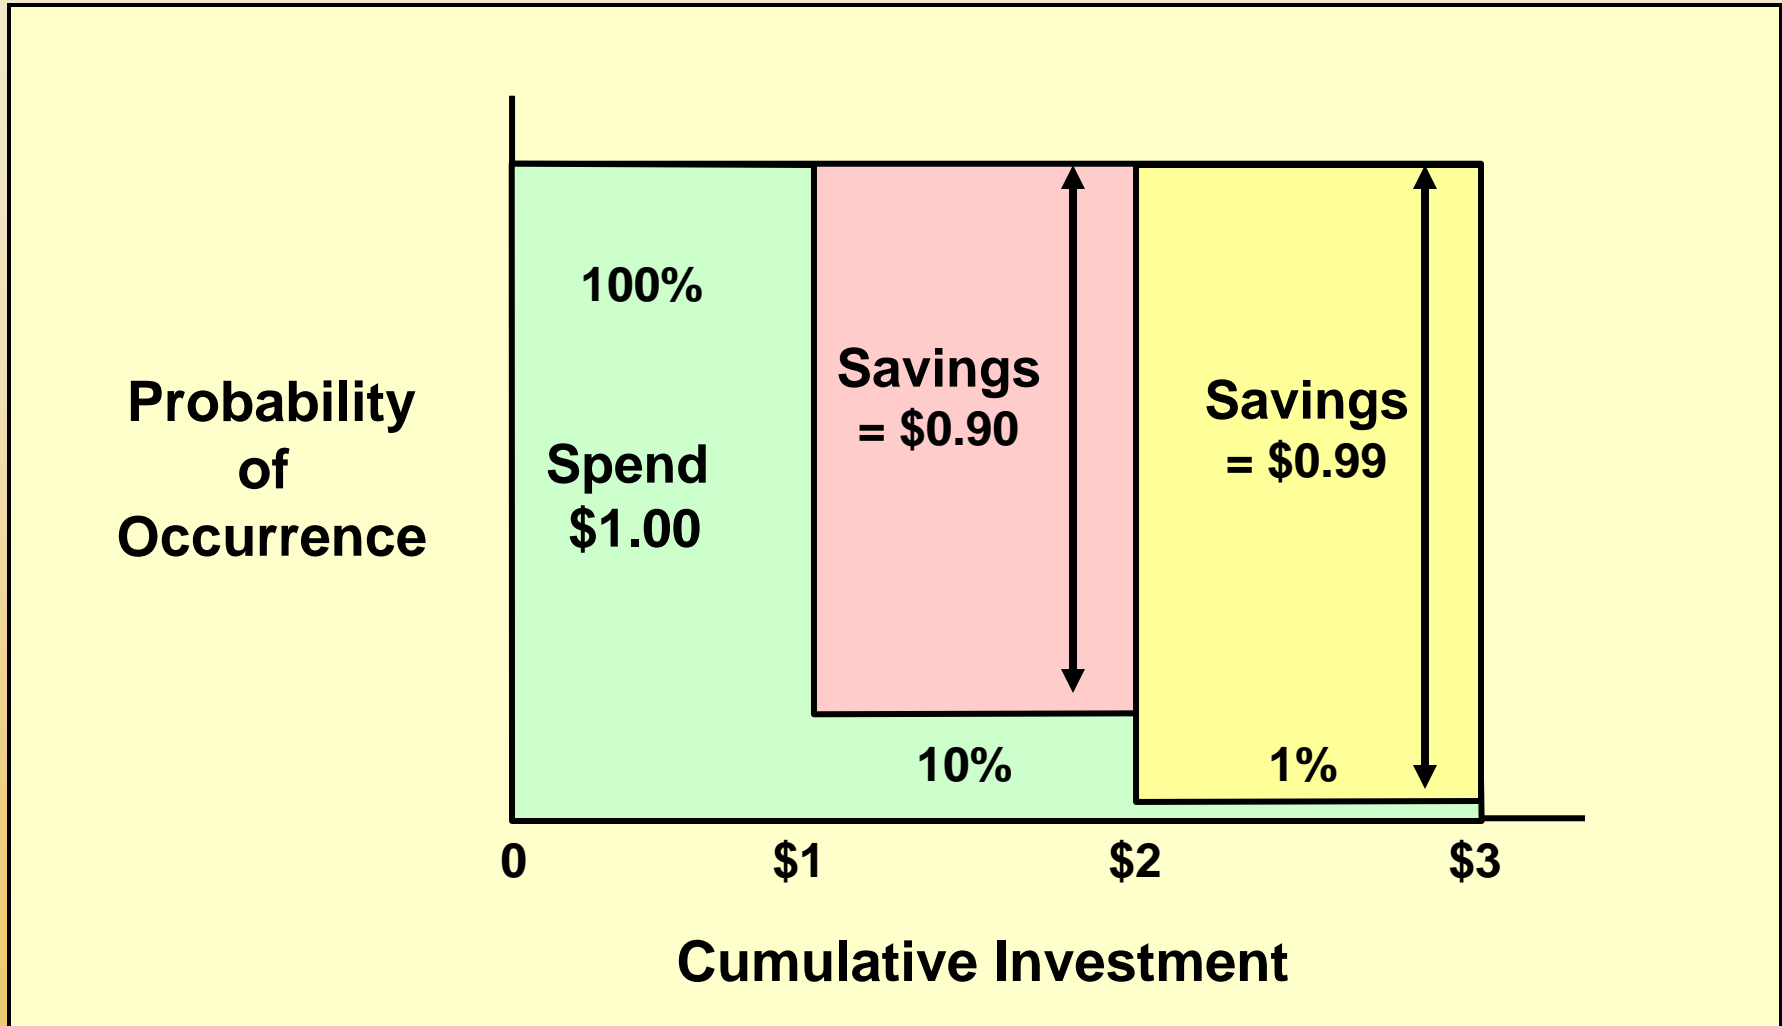 100%
Probability
of
Occurrence
Spend
$1.00
Savings
= $0.90
Savings
= $0.99
10%
1%
0
$1
$2
$3
Cumulative Investment